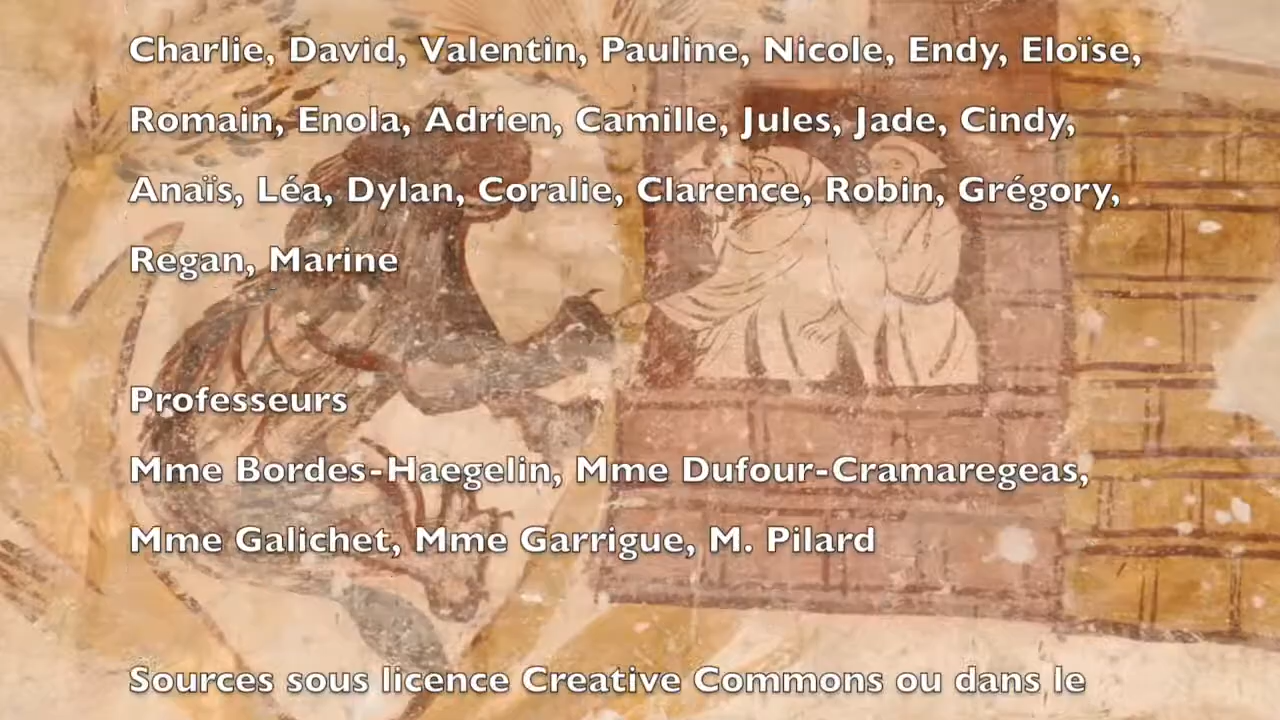 Charlie, David, Valentin, Pauline, Nicole, Endy, Eloïse,
Romain, Enola, Adrien, Camille, Jules, Jade, Cindy,
Anaïs, Léa, Dylan, Coralie, Clarence, Robin, Grégory,
Regan, Marine
Professeurs
Mme Bordes-Haegelin, Mme Dufour-Cramaregeas,
Mme Galichet, Mme Garrigue, M. Pilard
Sources sous licence Creative Commons ou dans le